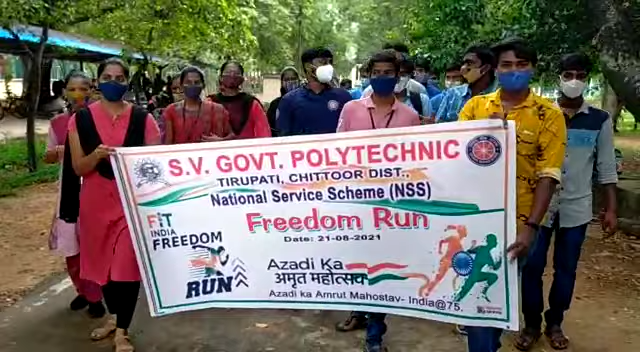 S.V. GOVT. POLYTECHNIC
TIRUPATI, CHITTOOR DIST.,
National Service Scheme (NSS)
Freedom Run
Date: 21-08-2021
FIT
INDIA
FREEDOM
RUN
Azadi Ka
अमृत महोत्सव
Azadi ka Amrut Mahostav- India@75.